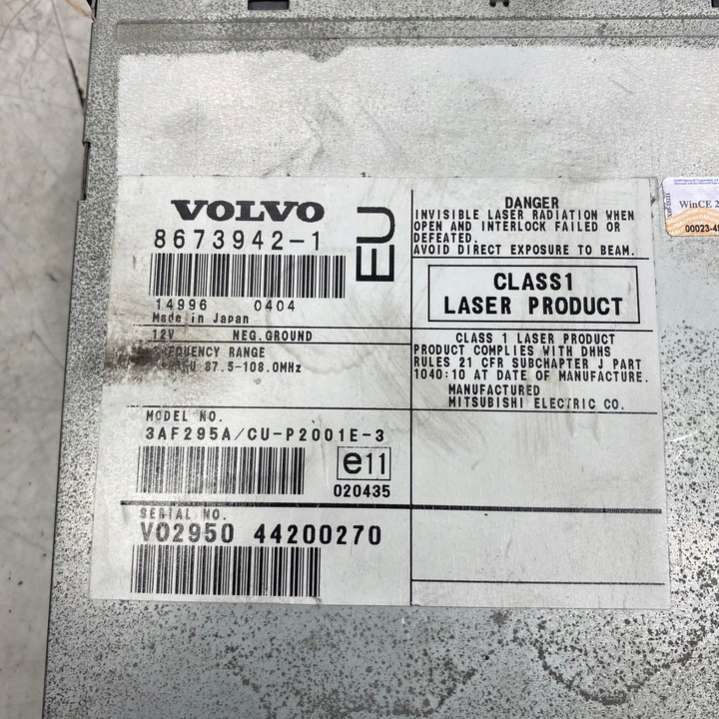 VOLVO
8673942-1
EU
14996 0404
Made in Japan
12V NEG.GROUND
RANGE
87.5-108.0MHz
MODEL NO.
3AF295A/CU-P2001E-3
e11
020435
SERIAL NO.
V02950 44200270
DANGER
INVISIBLE LASER RADIATION WHEN
OPEN AND INTERLOCK FAILED OR
DEFEATED.
AVOID DIRECT EXPOSURE TO BEAM.
CLASS1
LASER PRODUCT
CLASS 1 LASER PRODUCT
PRODUCT COMPLIES WITH DHHS
RULES 21 CFR SUBCHAPTER J PART
1040:10 AT DATE OF MANUFACTURE.
MANUFACTURED
MITSUBISHI ELECTRIC CO.
WinCE 2
00023-4